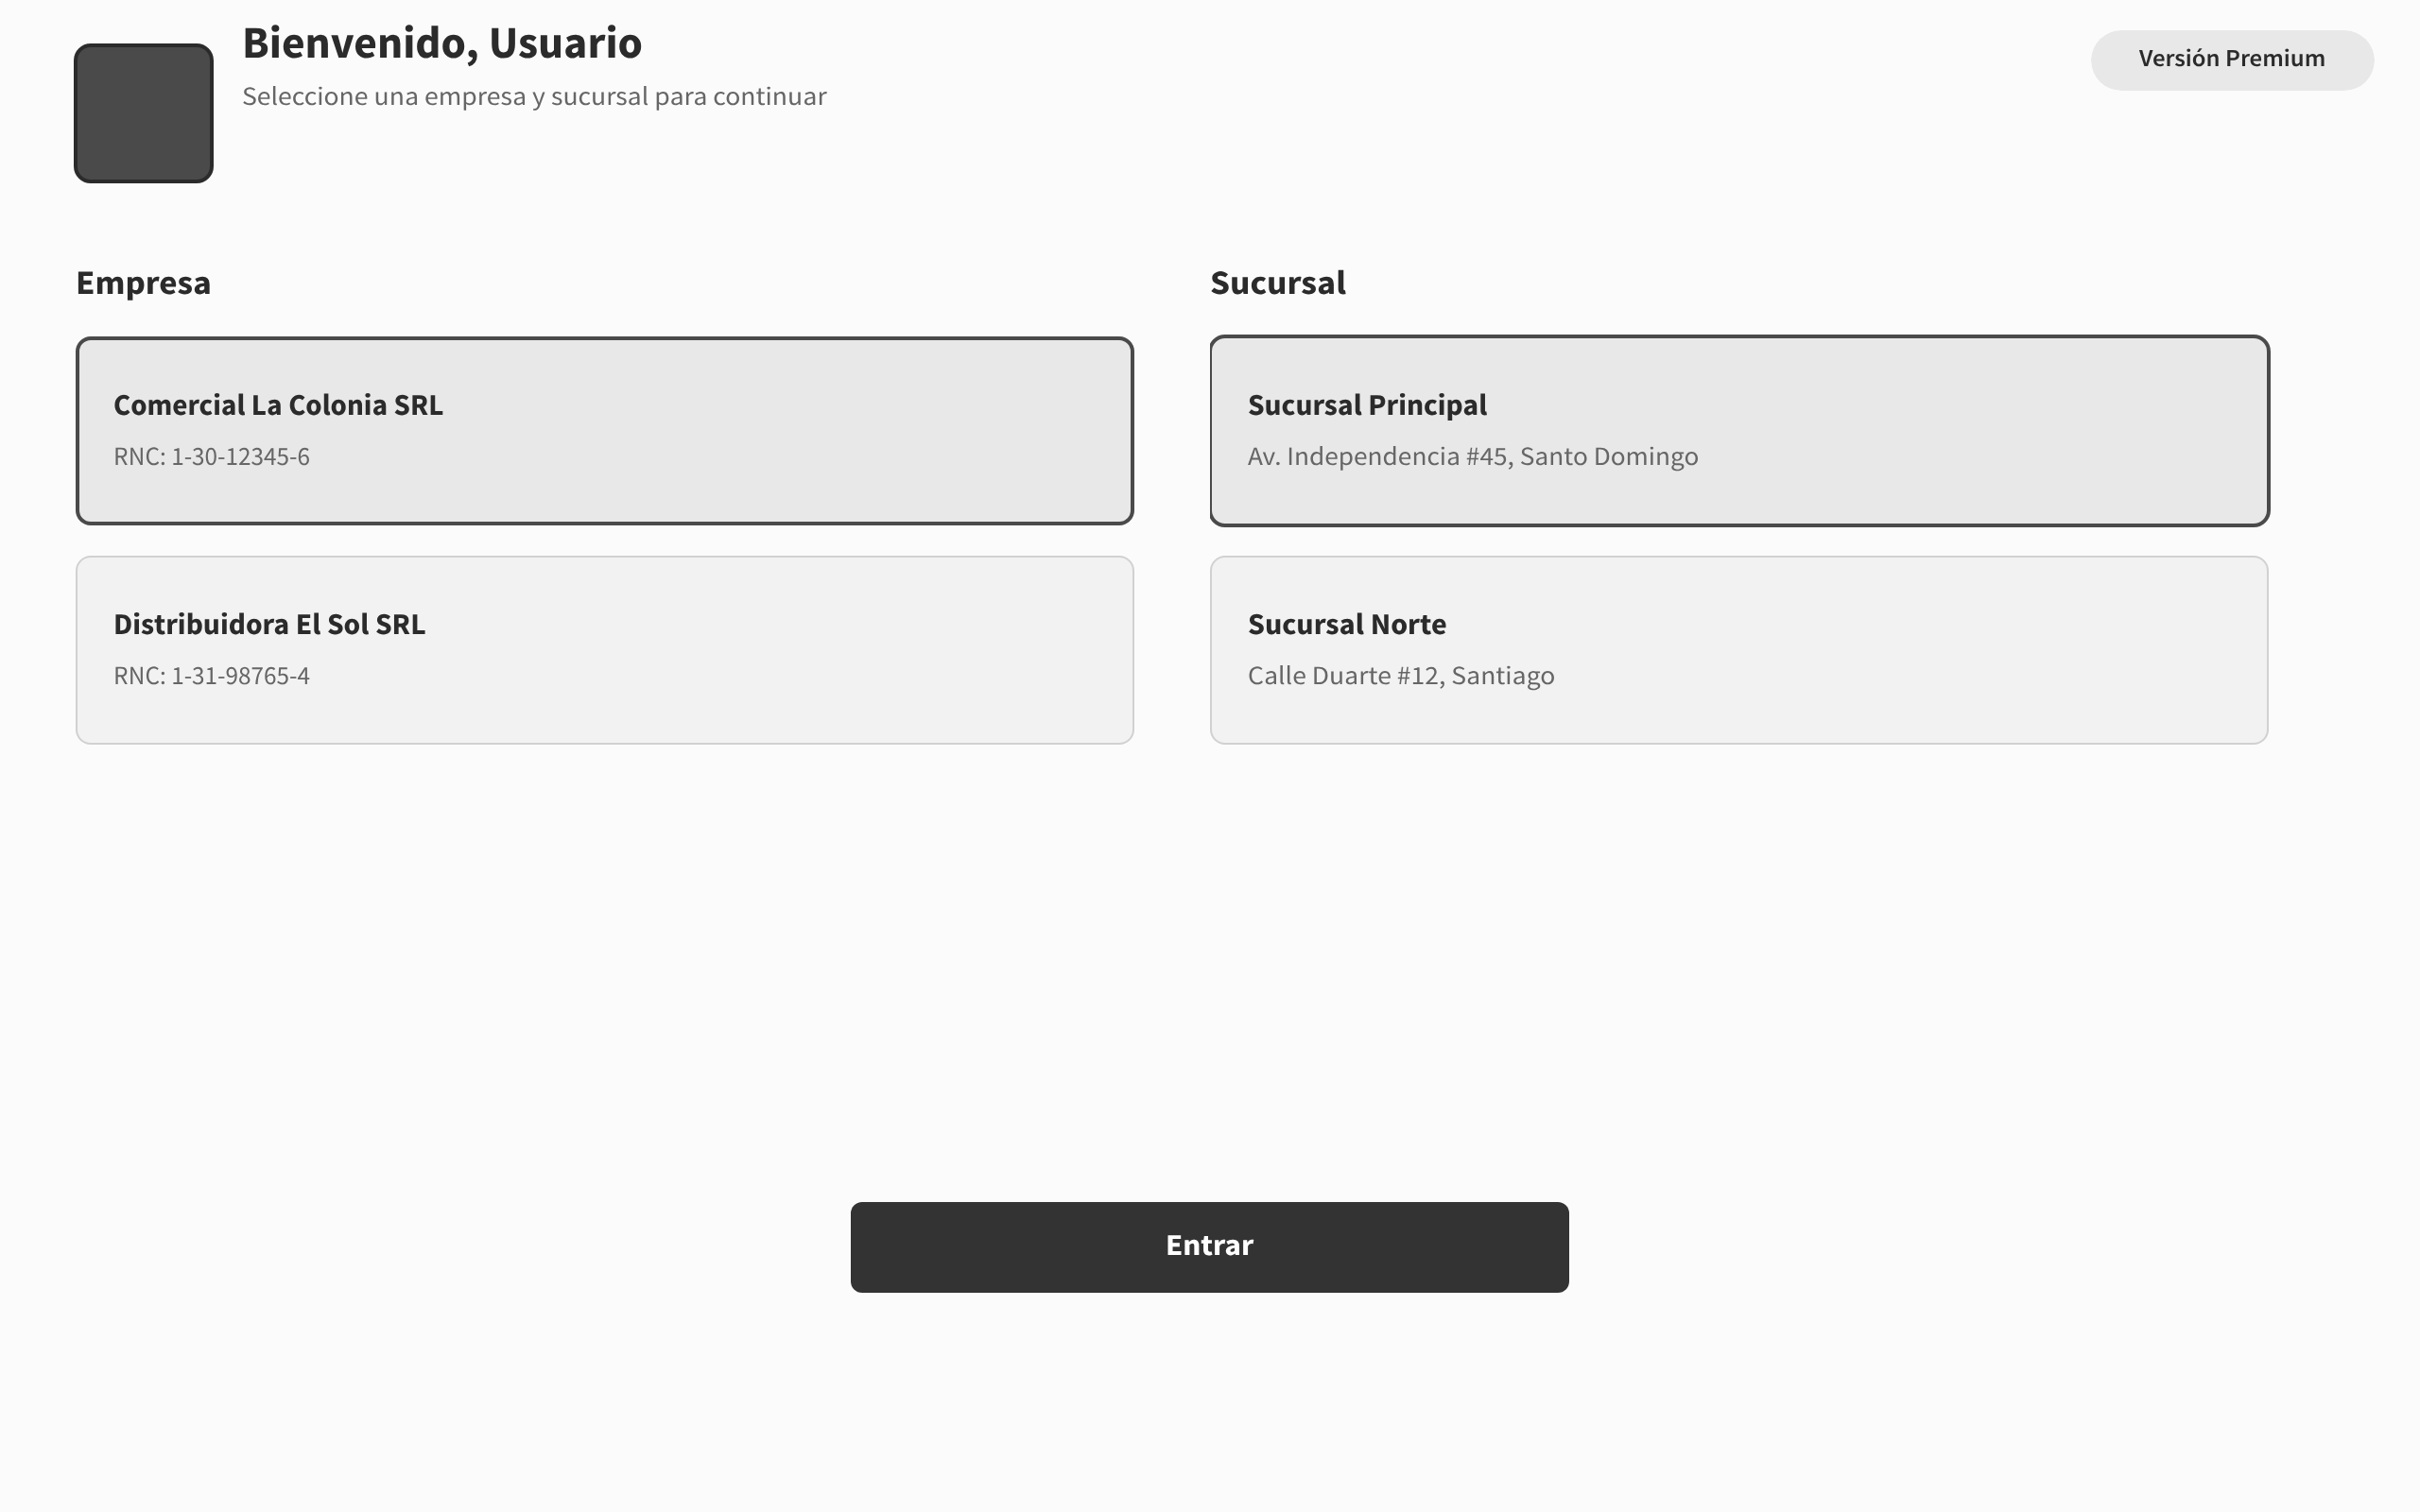 Bienvenido, Usuario
Seleccione una empresa y sucursal para continuar
Versión Premium
Empresa
Comercial La Colonia SRL
RNC: 1-30-12345-6
Distribuidora El Sol SRL
RNC: 1-31-98765-4
Sucursal
Sucursal Principal
Av. Independencia #45, Santo Domingo
Sucursal Norte
Calle Duarte #12, Santiago
Entrar